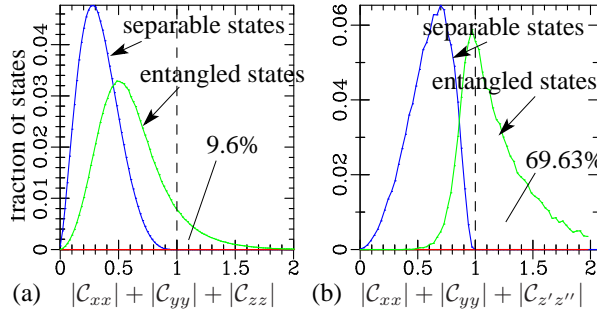 fraction of states
0
0.01
0.02
0.03
0.04
separable states
entangled states
9.6%
0 0.5 1 1.5 2
(a) |𝒞xx| + |𝒞yy| + |𝒞zz|
0
0.02
0.04
0.06
separable states
entangled states
69.63%
0 0.5 1 1.5 2
(b) |𝒞xx| + |𝒞yy| + |𝒞z′z′′|